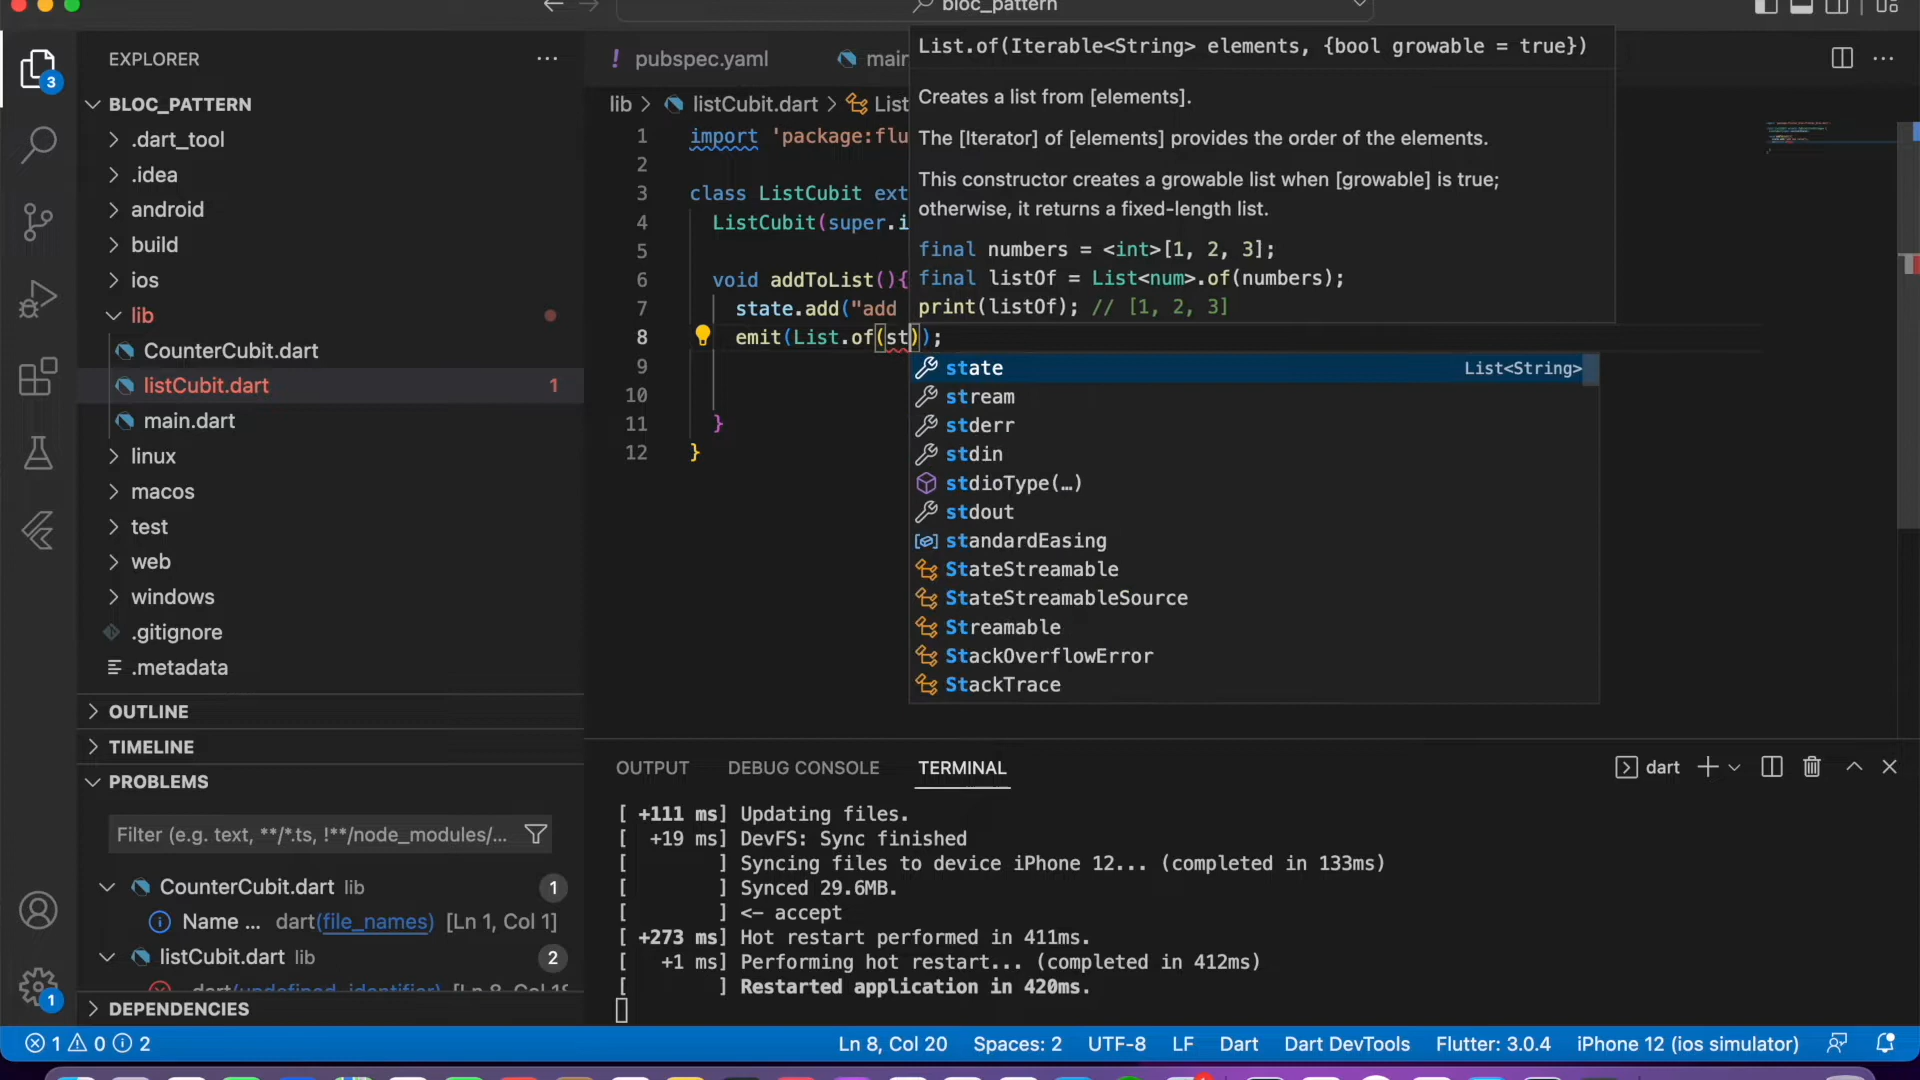 bloc_pattern
EXPLORER
3
BLOC_PATTERN
.dart_tool
.idea
android
build
ios
lib
CounterCubit.dart
listCubit.dart 1
main.dart
linux
macos
test
web
windows
.gitignore
.metadata
OUTLINE
TIMELINE
PROBLEMS
Filter (e.g. text, **/*.ts, !**/node_modules/...
CounterCubit.dart lib 1
Name ... dart(file_names) [Ln 1, Col 1]
listCubit.dart lib 2
dart(undefined_identifier) [Ln 8, Col 18
DEPENDENCIES
1
! pubspec.yaml
main
lib > listCubit.dart > List
1 import 'package:flu
2
3 class ListCubit ext
4 ListCubit(super.i
5
6 void addToList(){
7 state.add("add
8 emit(List.of(st));
9
10
11 }
12 }
List.of(Iterable<String> elements, {bool growable = true})
Creates a list from [elements].
The [Iterator] of [elements] provides the order of the elements.
This constructor creates a growable list when [growable] is true;
otherwise, it returns a fixed-length list.
final numbers = <int>[1, 2, 3];
final listOf = List<num>.of(numbers);
print(listOf); // [1, 2, 3]
state List<String>
stream
stderr
stdin
stdioType(…)
stdout
standardEasing
StateStreamable
StateStreamableSource
Streamable
StackOverflowError
StackTrace
OUTPUT DEBUG CONSOLE TERMINAL
dart
[ +111 ms] Updating files.
[ +19 ms] DevFS: Sync finished
[ ] Syncing files to device iPhone 12... (completed in 133ms)
[ ] Synced 29.6MB.
[ ] <- accept
[ +273 ms] Hot restart performed in 411ms.
[ +1 ms] Performing hot restart... (completed in 412ms)
[ ] Restarted application in 420ms.
1 0 2
Ln 8, Col 20 Spaces: 2 UTF-8 LF Dart Dart DevTools Flutter: 3.0.4 iPhone 12 (ios simulator)